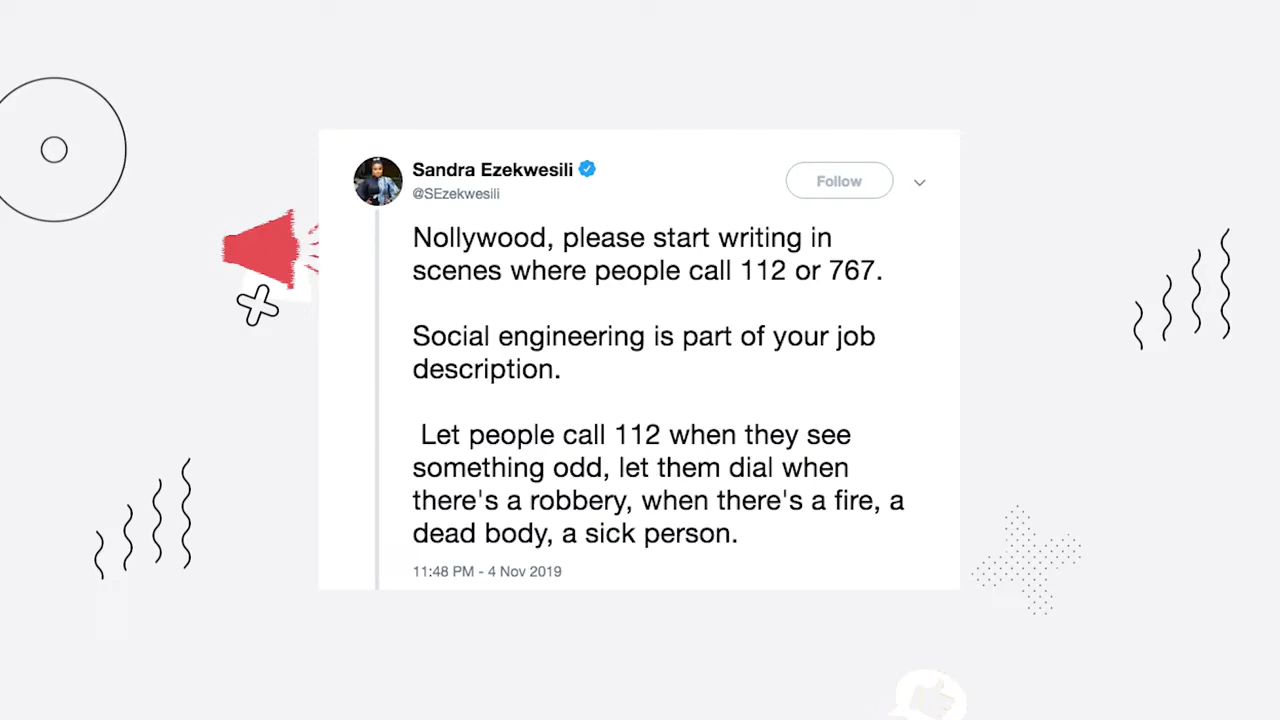 Sandra Ezekwesili
@SEzekwesili
Follow
Nollywood, please start writing in
scenes where people call 112 or 767.
Social engineering is part of your job
description.
Let people call 112 when they see
something odd, let them dial when
there's a robbery, when there's a fire, a
dead body, a sick person.
11:48 PM - 4 Nov 2019